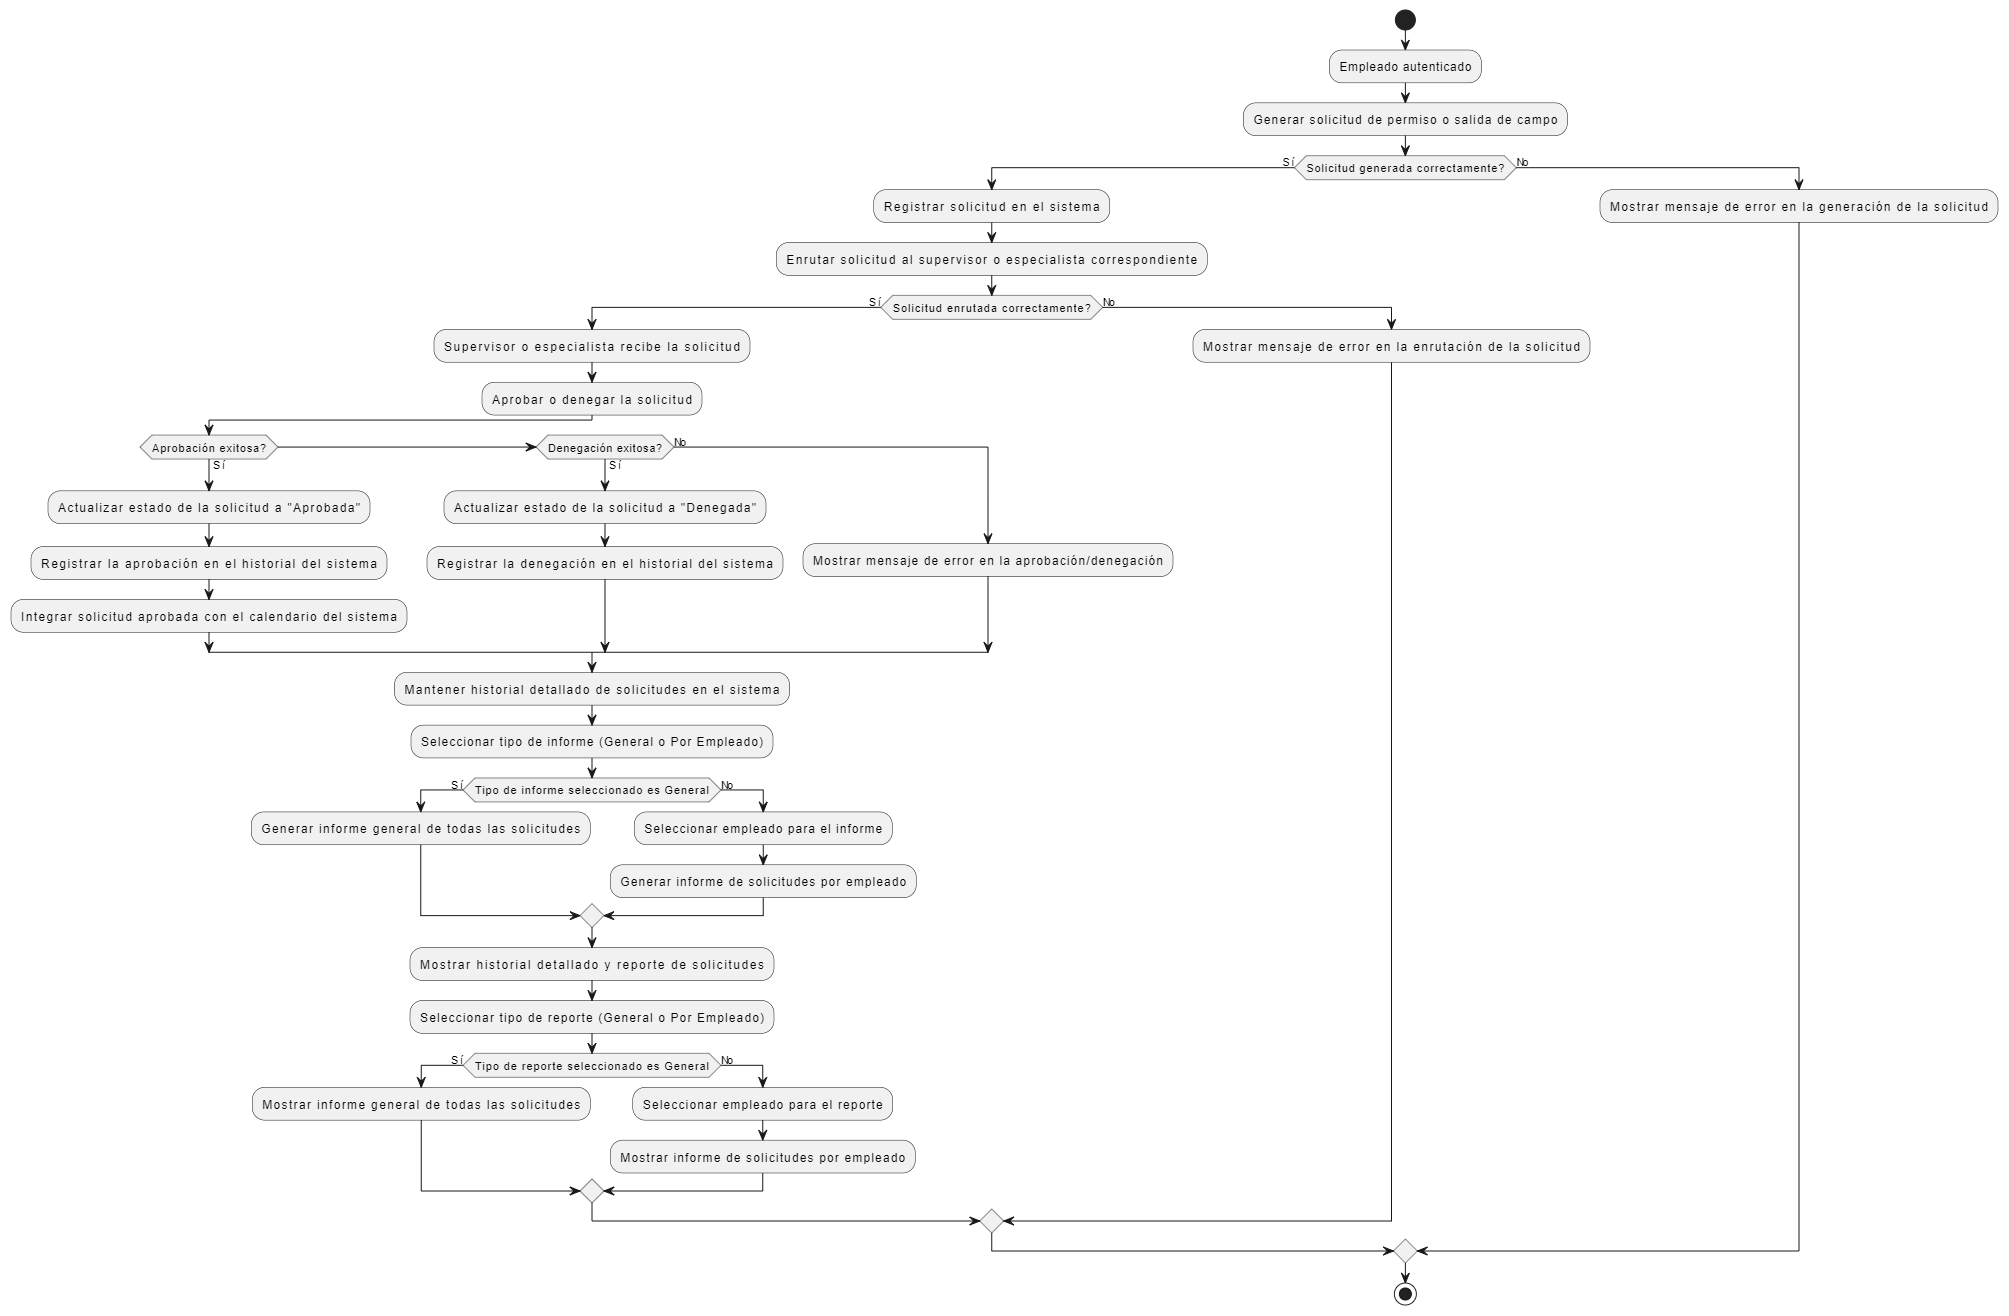 Empleado autenticado
Generar solicitud de permiso o salida de campo
Sí
Solicitud generada correctamente?
No
Registrar solicitud en el sistema
Mostrar mensaje de error en la generación de la solicitud
Enrutar solicitud al supervisor o especialista correspondiente
Sí
Solicitud enrutada correctamente?
No
Supervisor o especialista recibe la solicitud
Mostrar mensaje de error en la enrutación de la solicitud
Aprobar o denegar la solicitud
Aprobación exitosa?
Denegación exitosa?
No
Sí
Sí
Actualizar estado de la solicitud a "Aprobada"
Actualizar estado de la solicitud a "Denegada"
Registrar la aprobación en el historial del sistema
Registrar la denegación en el historial del sistema
Mostrar mensaje de error en la aprobación/denegación
Integrar solicitud aprobada con el calendario del sistema
Mantener historial detallado de solicitudes en el sistema
Seleccionar tipo de informe (General o Por Empleado)
Sí
Tipo de informe seleccionado es General
No
Generar informe general de todas las solicitudes
Seleccionar empleado para el informe
Generar informe de solicitudes por empleado
Mostrar historial detallado y reporte de solicitudes
Seleccionar tipo de reporte (General o Por Empleado)
Sí
Tipo de reporte seleccionado es General
No
Mostrar informe general de todas las solicitudes
Seleccionar empleado para el reporte
Mostrar informe de solicitudes por empleado